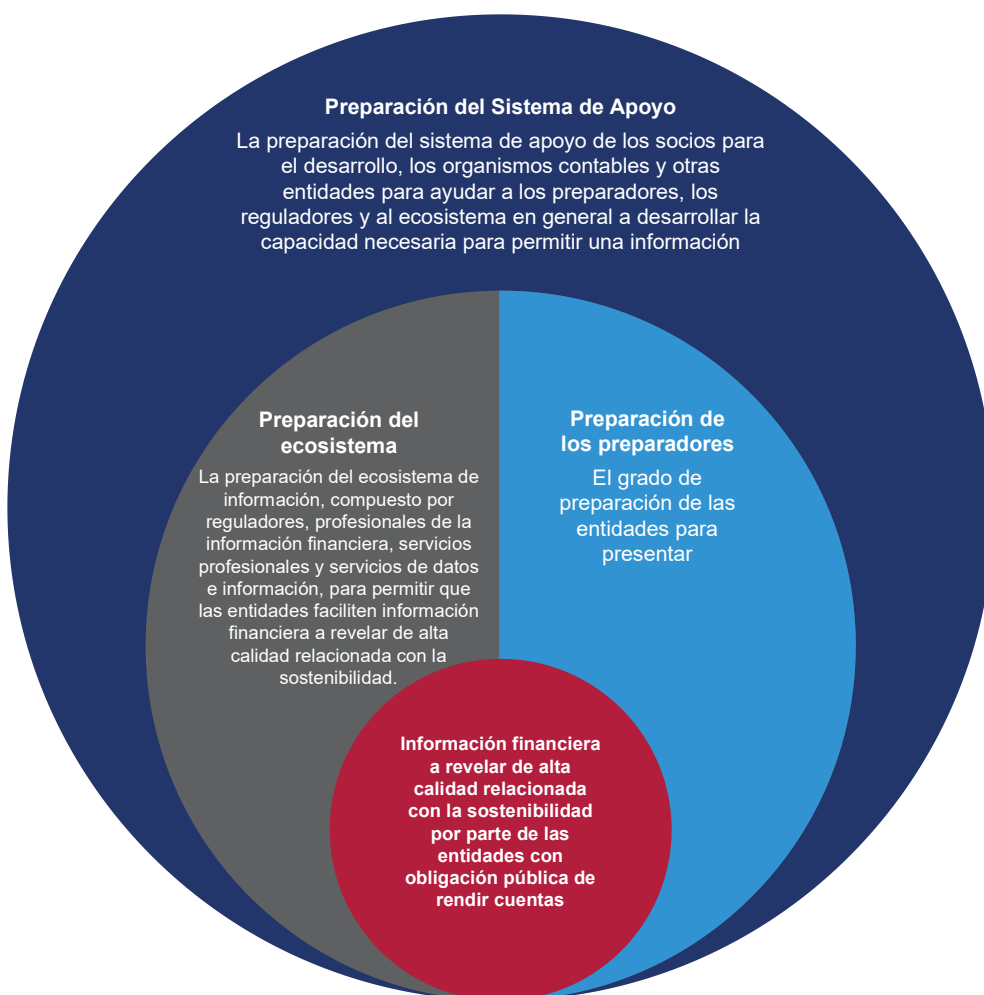 Preparación del Sistema de Apoyo
La preparación del sistema de apoyo de los socios para
el desarrollo, los organismos contables y otras
entidades para ayudar a los preparadores, los
reguladores y al ecosistema en general a desarrollar la
capacidad necesaria para permitir una información
Preparación del
ecosistema
La preparación del ecosistema de
información, compuesto por
reguladores, profesionales de la
información financiera, servicios
profesionales y servicios de datos
e información, para permitir que
las entidades faciliten información
financiera a revelar de alta
calidad relacionada con la
sostenibilidad.
Preparación de
los preparadores
El grado de
preparación de las
entidades para
presentar
Información financiera
a revelar de alta
calidad relacionada
con la sostenibilidad
por parte de las
entidades con
obligación pública de
rendir cuentas